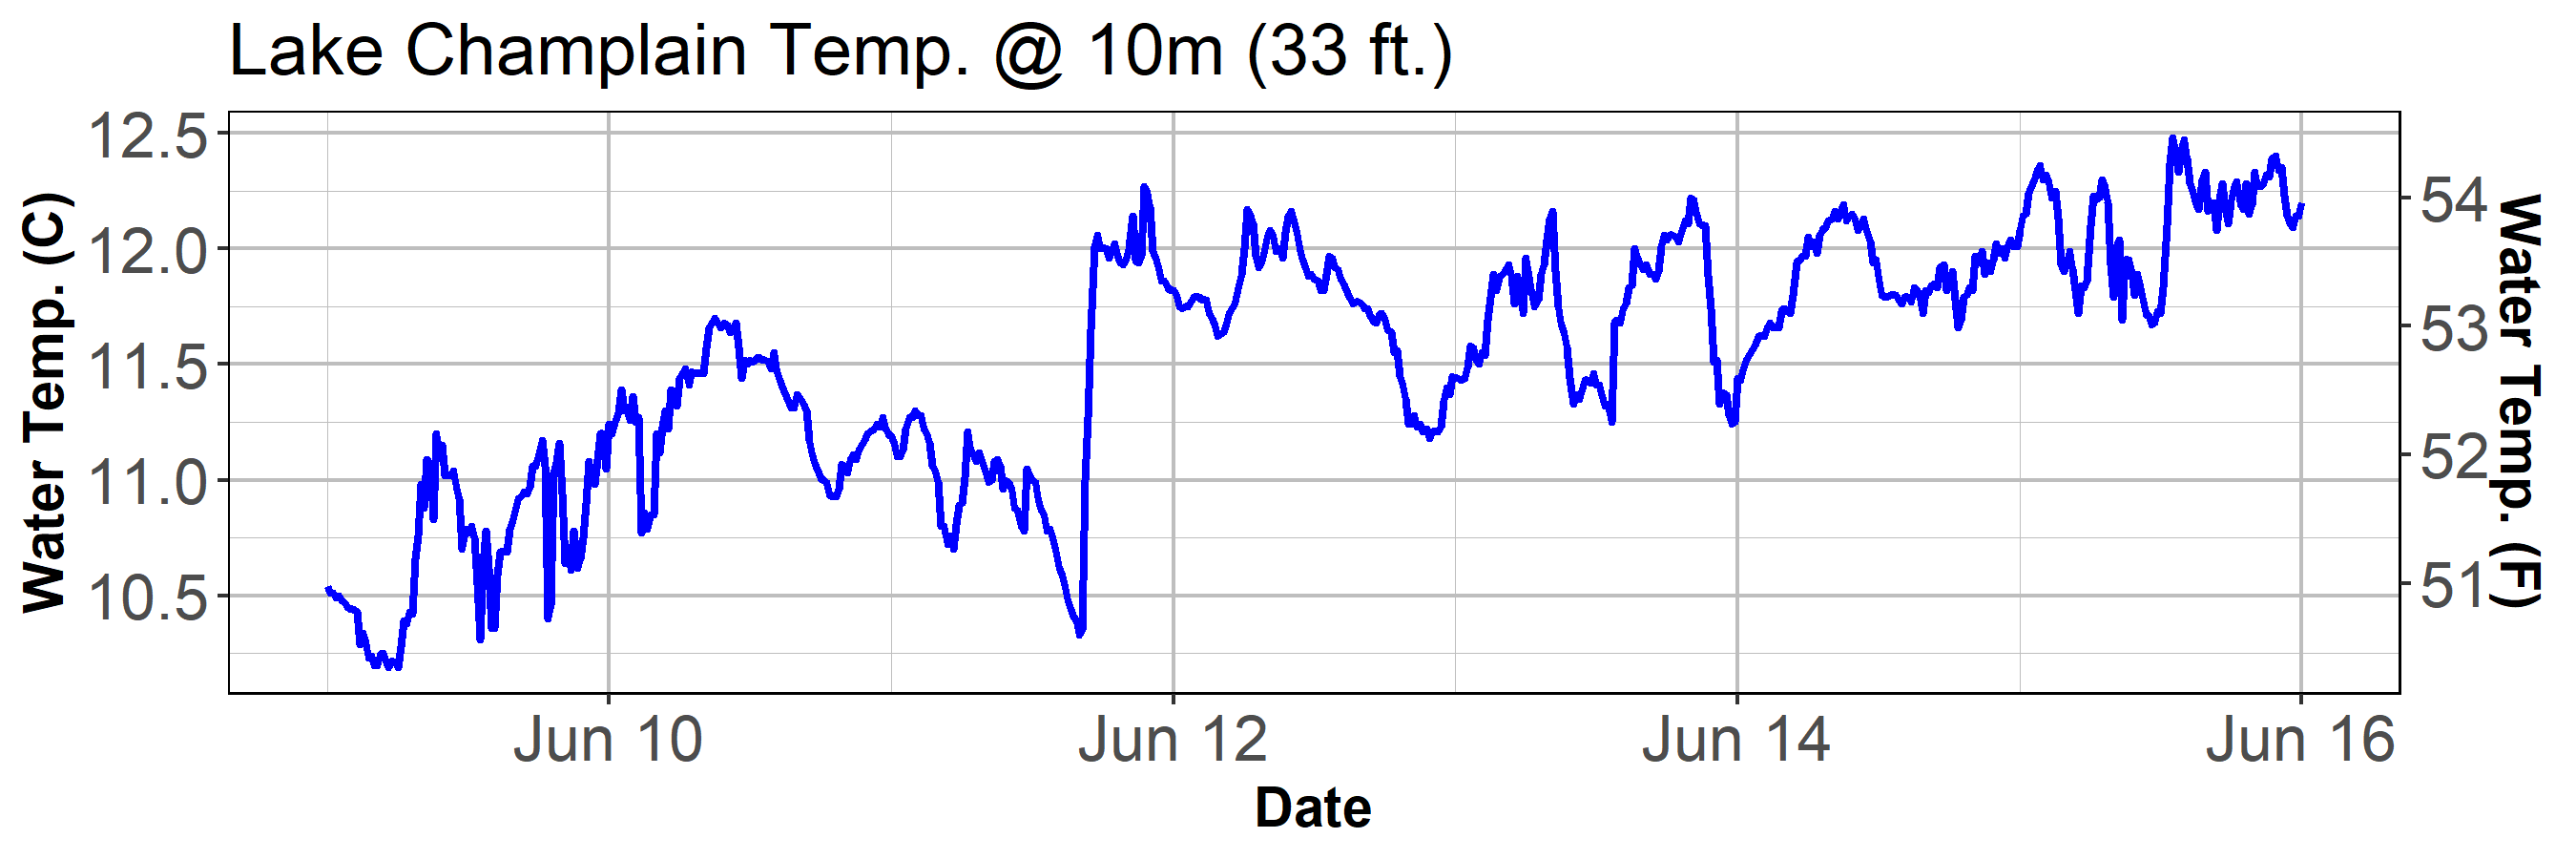 Lake Champlain Temp. @ 10m (33 ft.)
Water Temp. (C)
12.5
12.0
11.5
11.0
10.5
54
53
52
51
Water Temp. (F)
Jun 10
Jun 12
Jun 14
Jun 16
Date